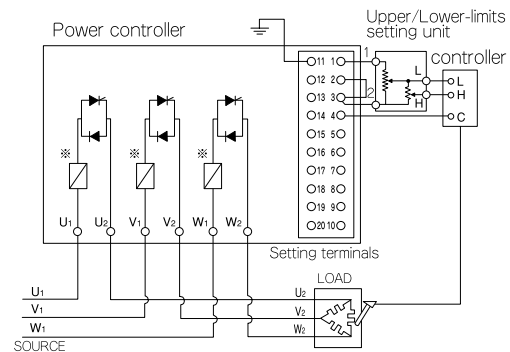 Upper/Lower-limits
setting unit
Power controller
controller
11 1 1
12 2 L L
13 3 2 H H
14 4 C
15 5
16 6
17 7
18 8
19 9
20 10
※ ※ ※
U1 U2 V1 V2 W1 W2
Setting terminals
LOAD
U1 U2
V1 V2
W1 W2
SOURCE